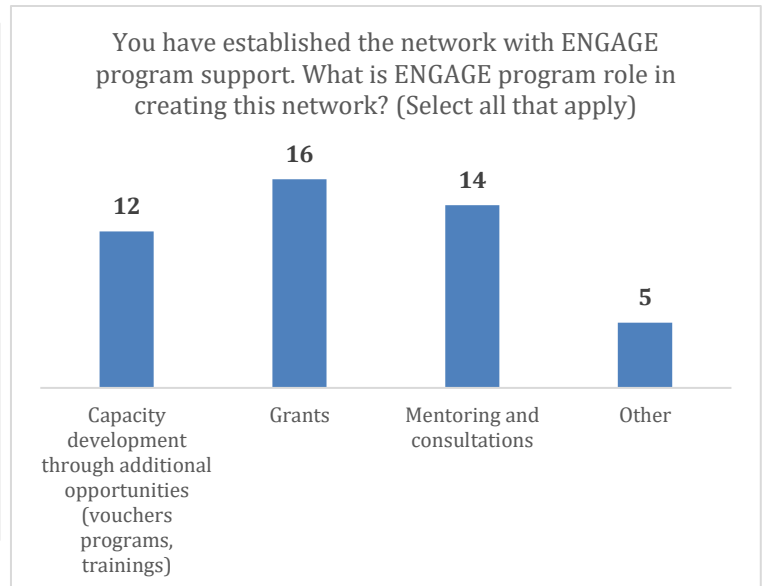 You have established the network with ENGAGE
program support. What is ENGAGE program role in
creating this network? (Select all that apply)
16
14
12
5
Capacity
development
through additional
opportunities
(vouchers
programs,
trainings)
Grants
Mentoring and
consultations
Other